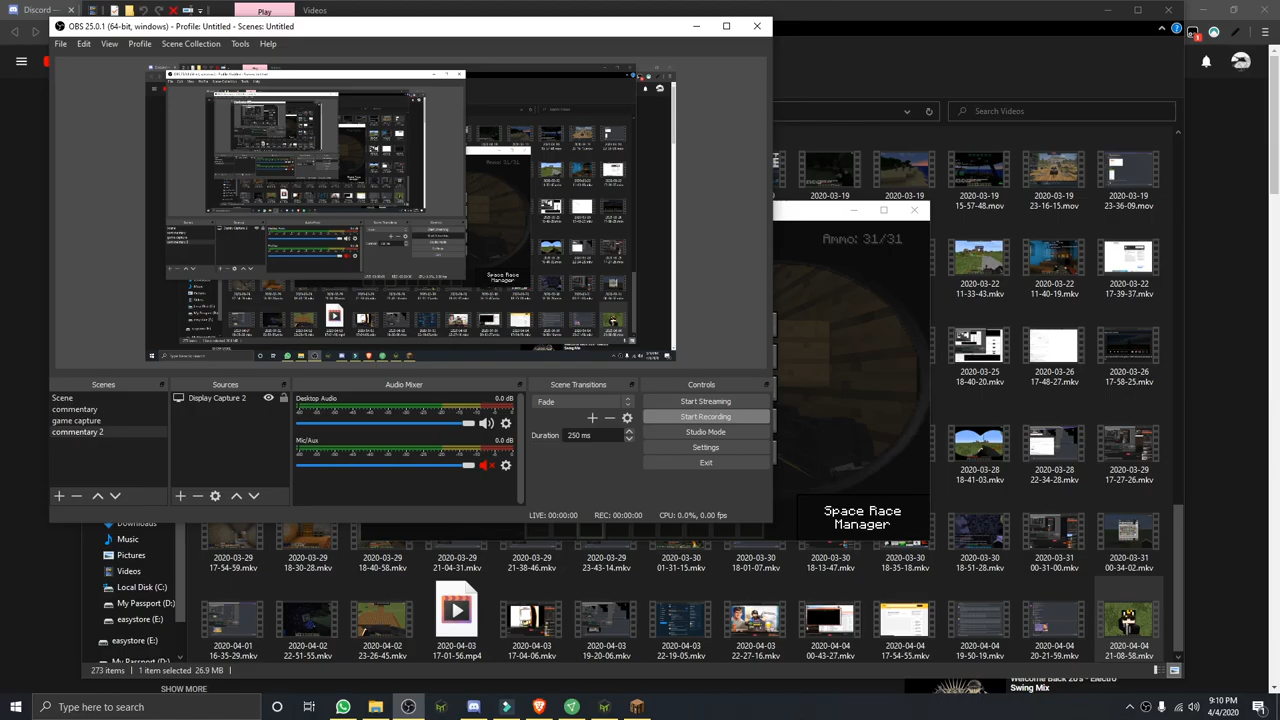 Discord
Play
Videos
OBS 25.0.1 (64-bit, windows) - Profile: Untitled - Scenes: Untitled
File Edit View Profile Scene Collection Tools Help
Search Videos
2020-03-19
15-57-48.mov
2020-03-19
23-16-15.mov
2020-03-19
23-36-09.mov
Ammo: 31/31
2020-03-22
11-33-43.mov
2020-03-22
11-40-19.mkv
2020-03-22
17-39-37.mkv
2020-03-25
18-40-20.mkv
2020-03-26
17-48-27.mkv
2020-03-26
17-58-25.mkv
Scenes
Sources
Audio Mixer
Scene Transitions
Controls
Scene
commentary
game capture
commentary 2
Display Capture 2
Desktop Audio
0.0 dB
Mic/Aux
0.0 dB
Fade
Duration 250 ms
Start Streaming
Start Recording
Studio Mode
Settings
Exit
LIVE: 00:00:00 REC: 00:00:00 CPU: 0.0%, 0.00 fps
2020-03-28
18-41-03.mkv
2020-03-28
22-34-28.mkv
2020-03-29
17-27-26.mkv
Space Race
Manager
Downloads
Music
Pictures
Videos
Local Disk (C:)
My Passport (D:)
easystore (E:)
easystore (E:)
My Passport (D:)
2020-03-29
17-54-59.mkv
2020-03-29
18-30-28.mkv
2020-03-29
18-40-58.mkv
2020-03-29
21-04-31.mkv
2020-03-29
21-38-46.mkv
2020-03-29
23-43-14.mkv
2020-03-30
01-31-15.mkv
2020-03-30
18-01-07.mkv
2020-03-30
18-13-47.mkv
2020-03-30
18-35-18.mkv
2020-03-30
18-51-28.mkv
2020-03-31
00-31-00.mkv
2020-03-31
00-34-02.mkv
2020-04-01
16-35-29.mkv
2020-04-02
22-51-55.mkv
2020-04-02
23-26-45.mkv
2020-04-03
17-01-56.mp4
2020-04-03
17-04-06.mkv
2020-04-03
19-20-06.mkv
2020-04-03
22-19-05.mkv
2020-04-03
22-27-16.mkv
2020-04-04
00-43-27.mkv
2020-04-04
17-54-55.mkv
2020-04-04
19-50-19.mkv
2020-04-04
20-21-59.mkv
2020-04-04
21-08-58.mkv
273 items 1 item selected 26.9 MB
SHOW MORE
Welcome Back 20's - Electro
Swing Mix
Type here to search
9:10 PM
4/4/2020